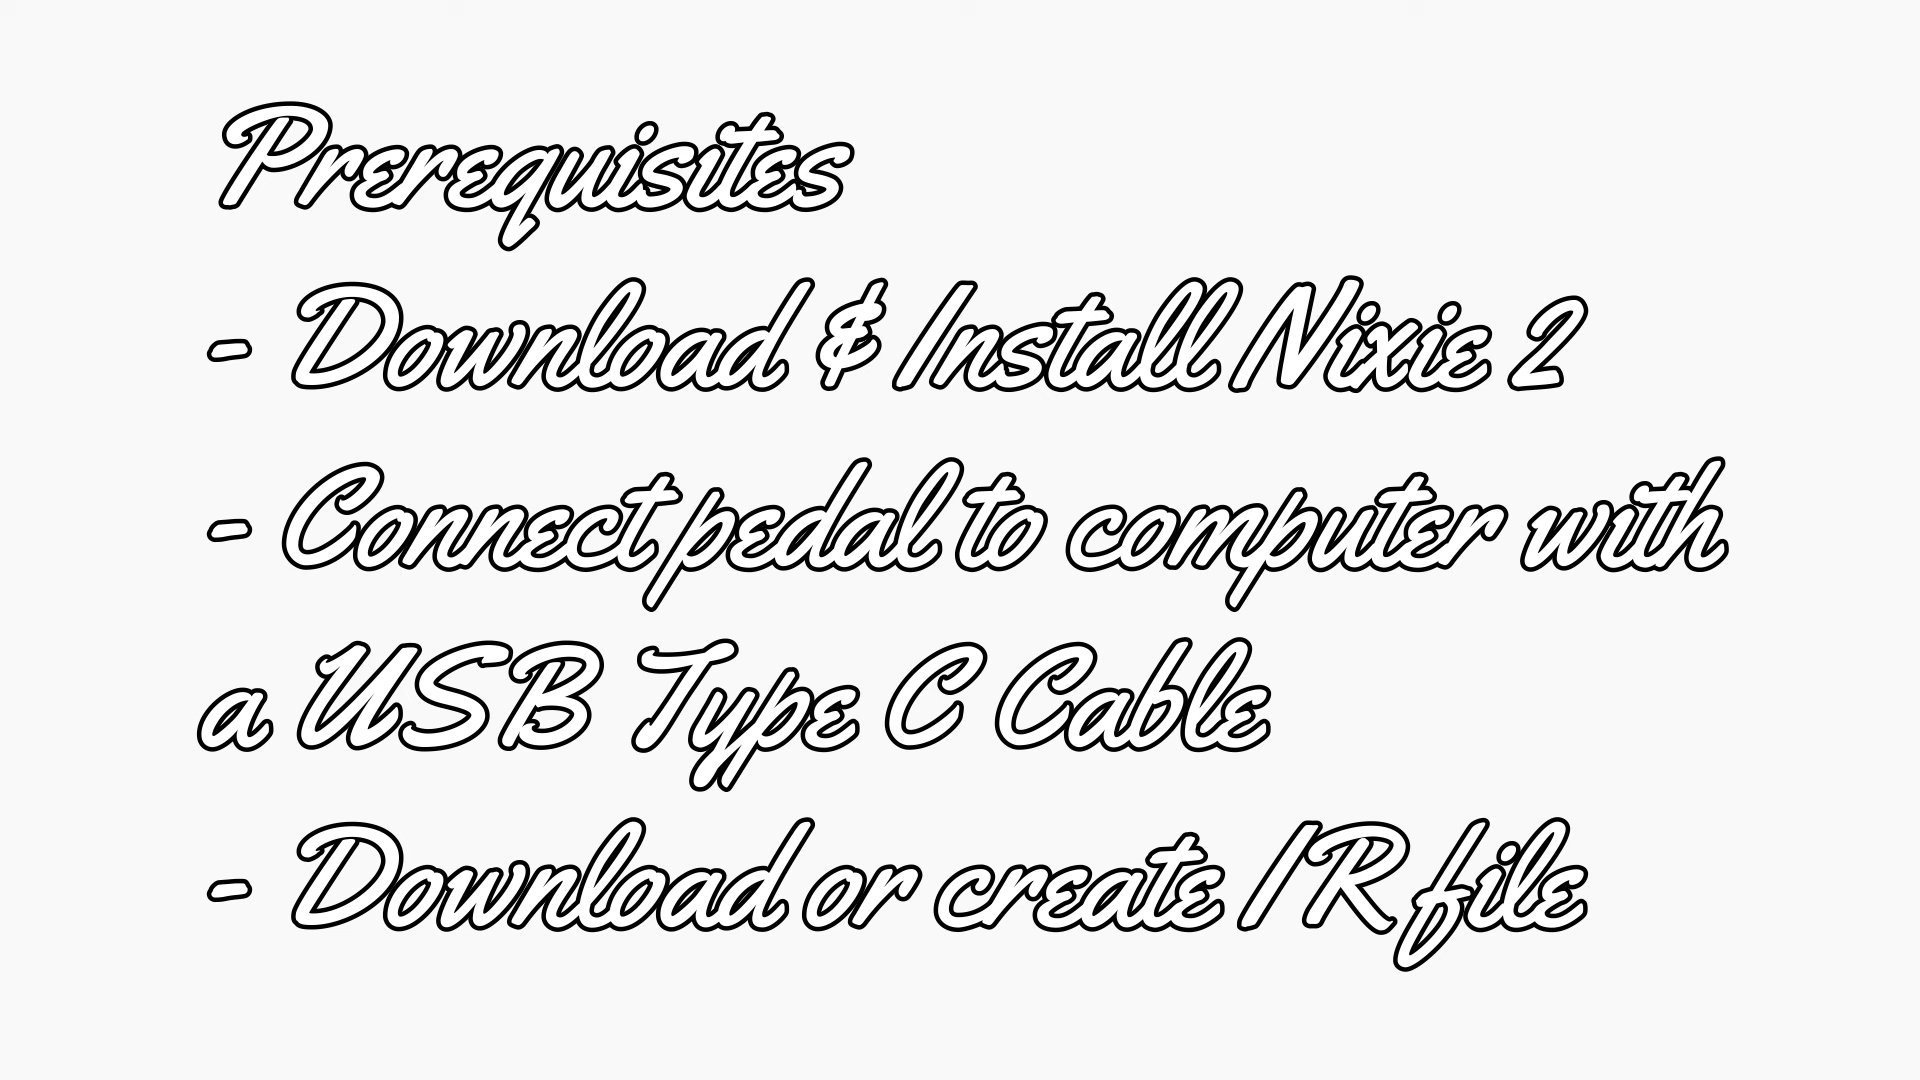 Prerequisites
- Download & Install Nixie 2
- Connect pedal to computer with
a USB Type C Cable
- Download or create IR file